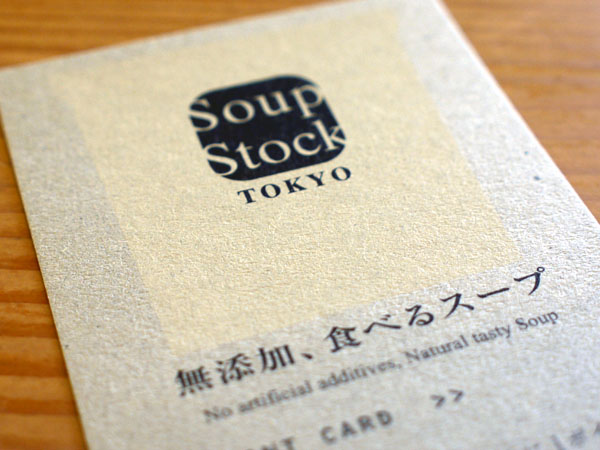 Soup
Stock
TOKYO
無添加、食べるスープ
No artificial additives, Natural tasty Soup
CARD >>